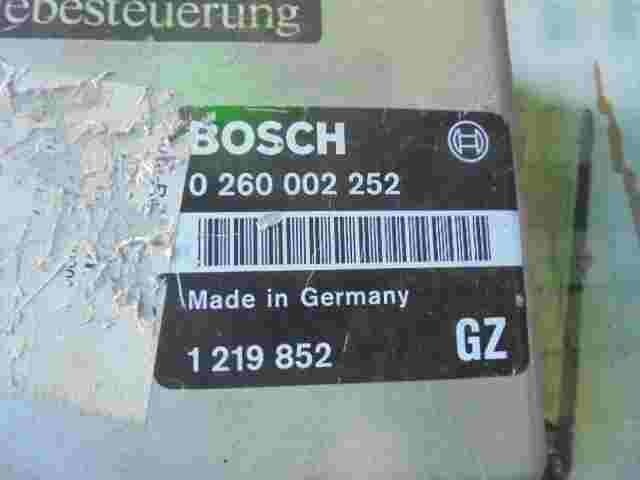 ebesteuerung
BOSCH
0 260 002 252
Made in Germany
1 219 852 GZ